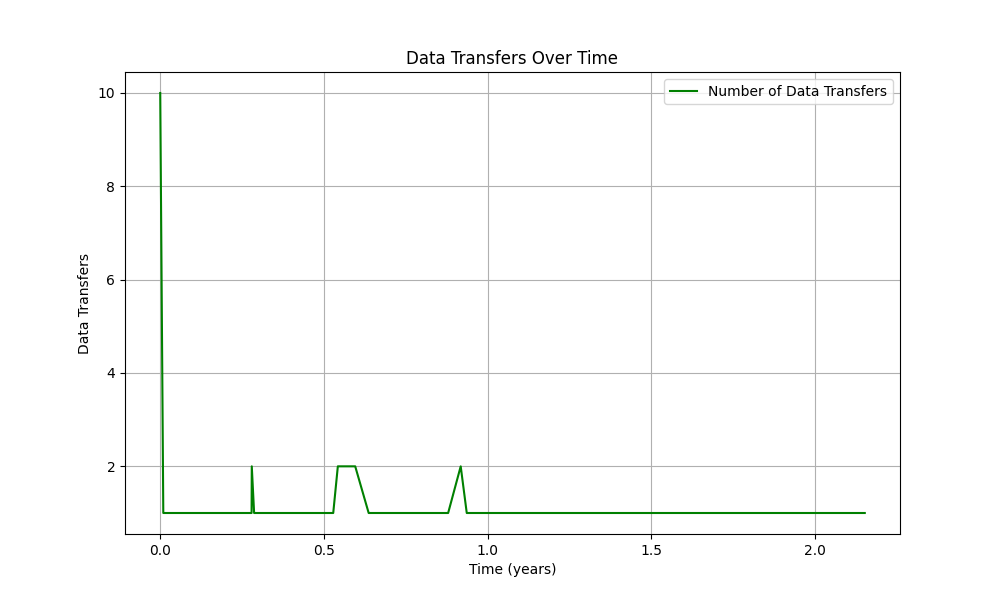 Data Transfers Over Time
Number of Data Transfers
Data Transfers
10
8
6
4
2
0.0 0.5 1.0 1.5 2.0
Time (years)